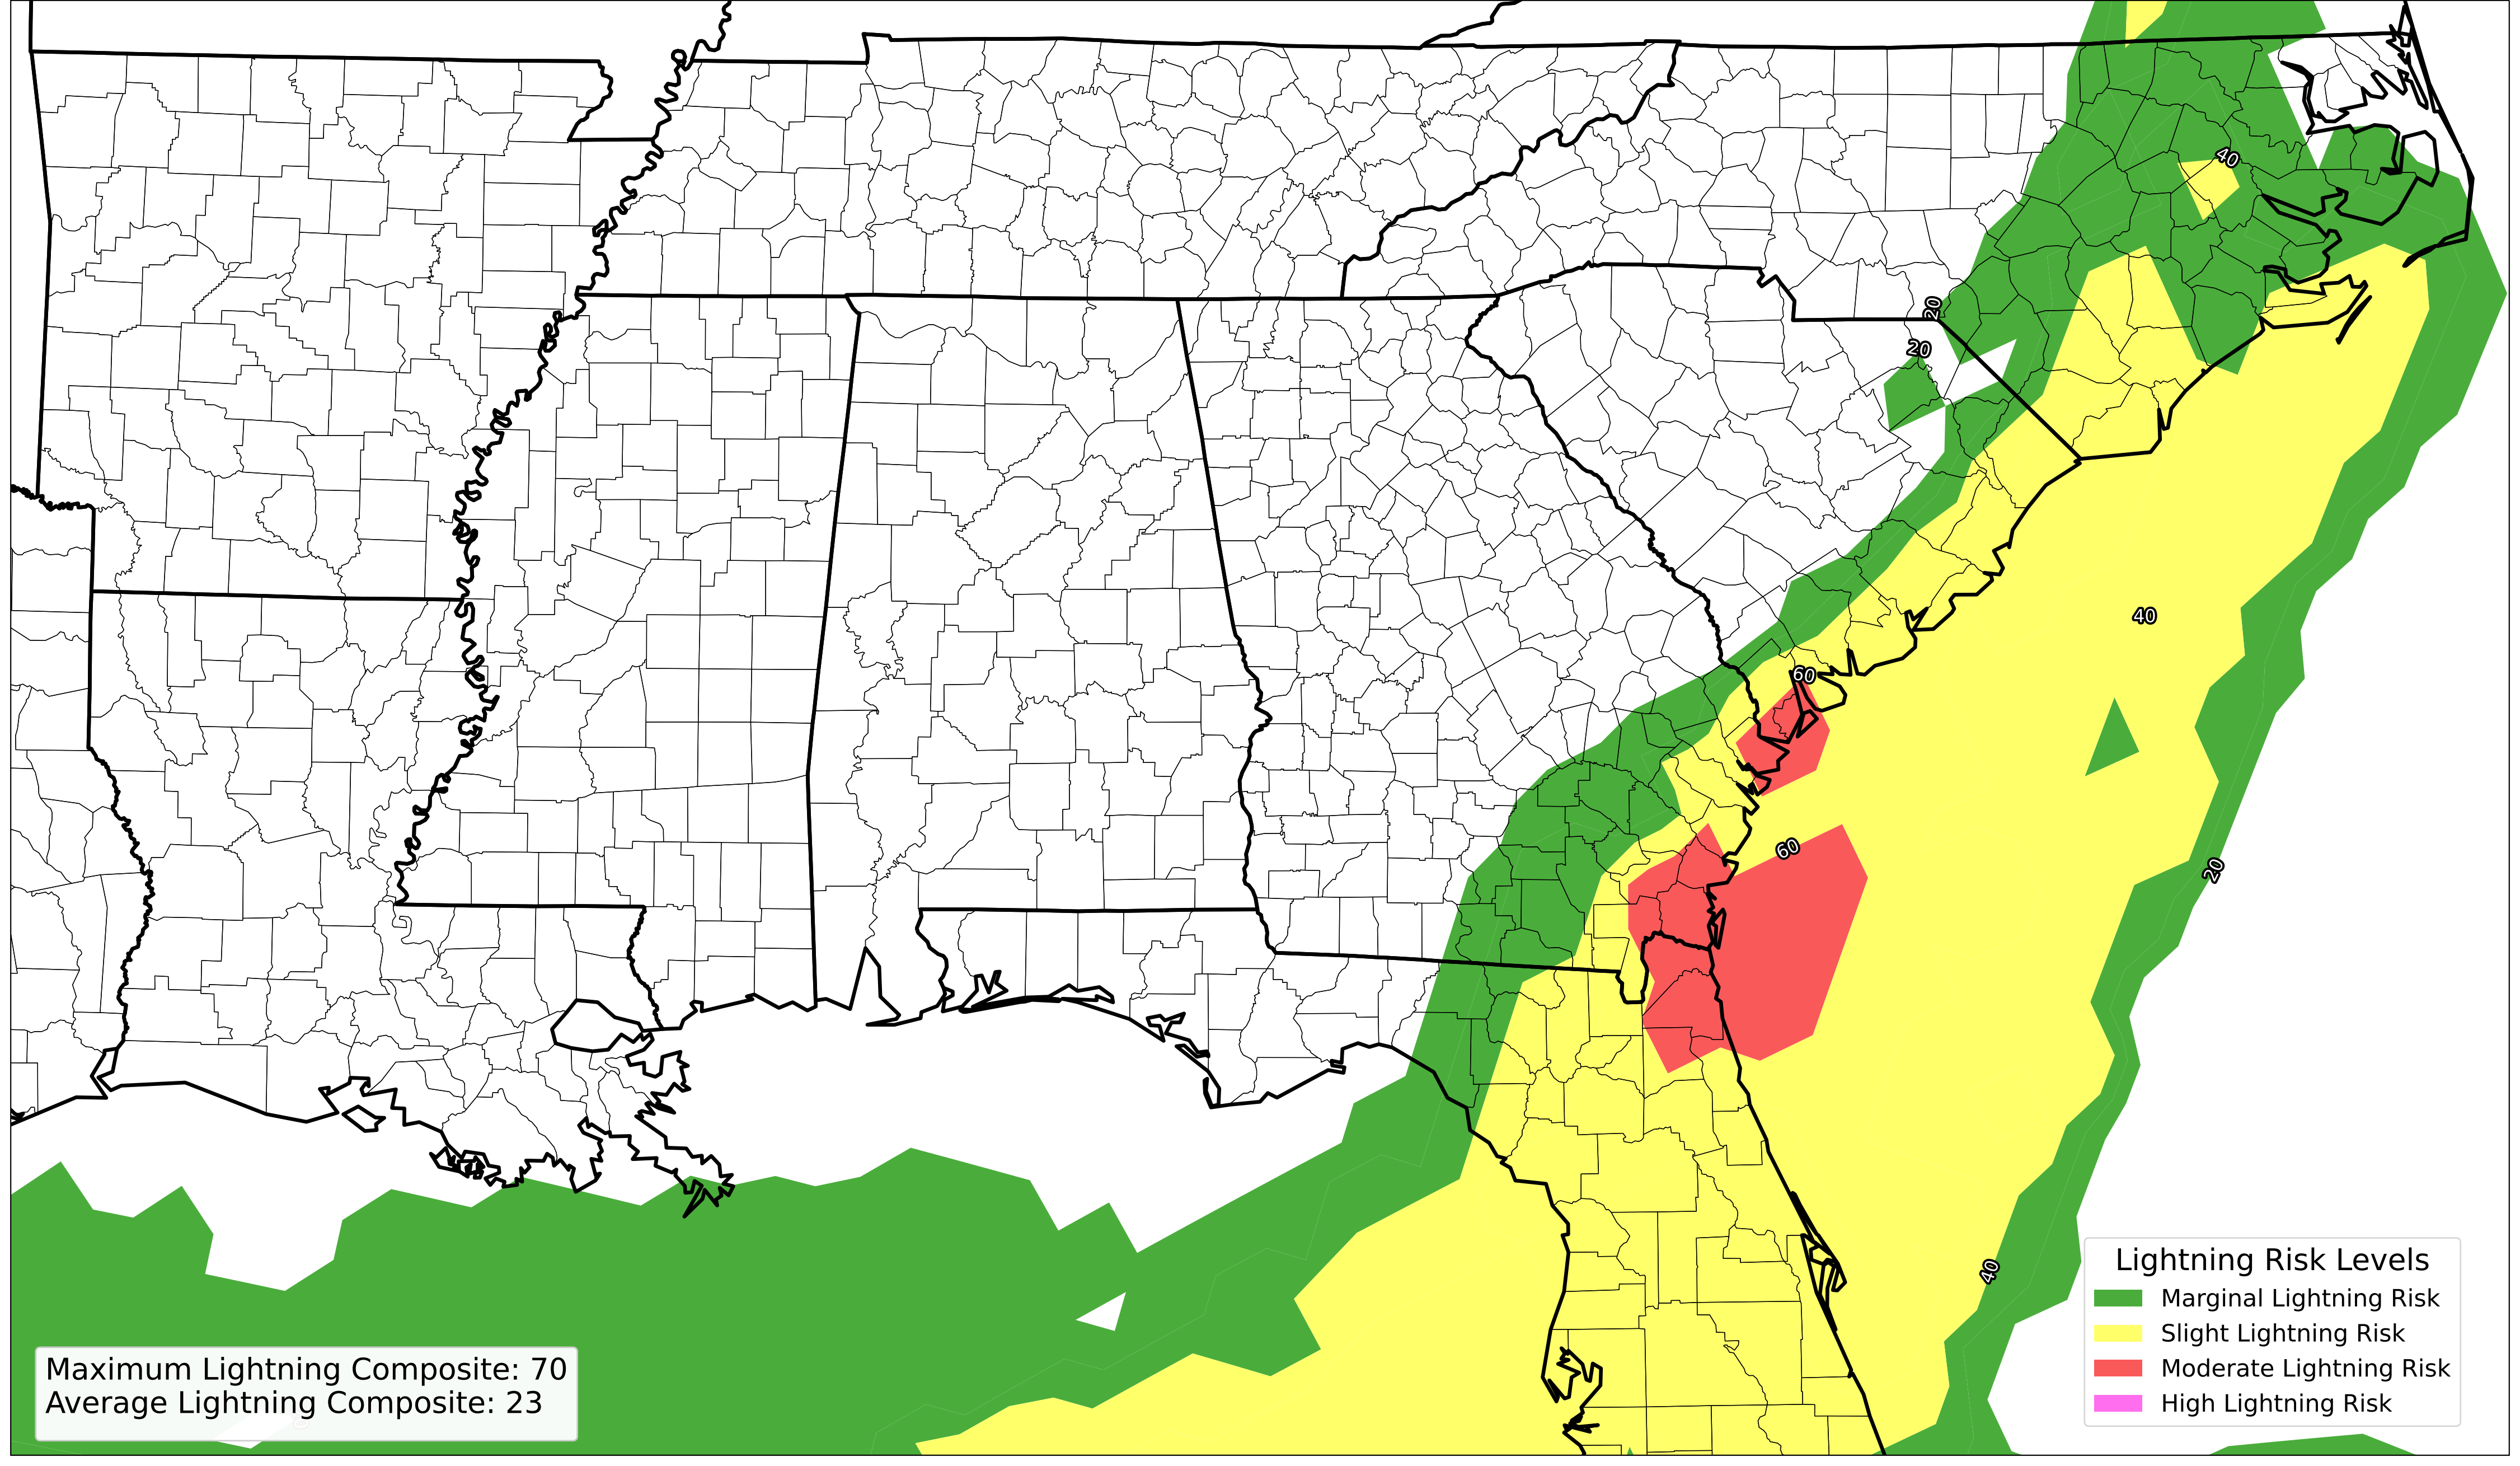 40
20
20
60
40
60
20
40
Lightning Risk Levels
Marginal Lightning Risk
Slight Lightning Risk
Moderate Lightning Risk
High Lightning Risk
Maximum Lightning Composite: 70
Average Lightning Composite: 23